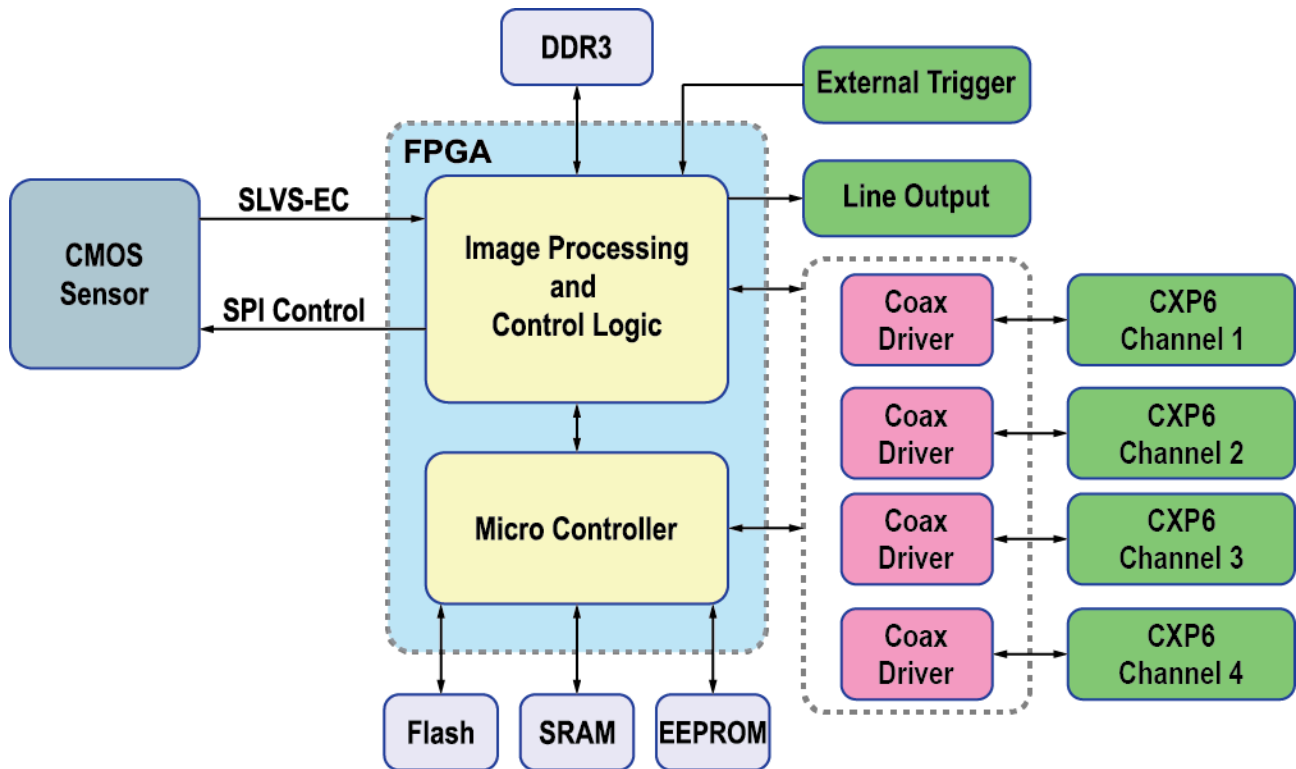 DDR3
External Trigger
FPGA
SLVS-EC
Line Output
CMOS
Sensor
Image Processing
and
Control Logic
SPI Control
Coax
Driver
CXP6
Channel 1
Coax
Driver
CXP6
Channel 2
Micro Controller
Coax
Driver
CXP6
Channel 3
Coax
Driver
CXP6
Channel 4
Flash
SRAM
EEPROM